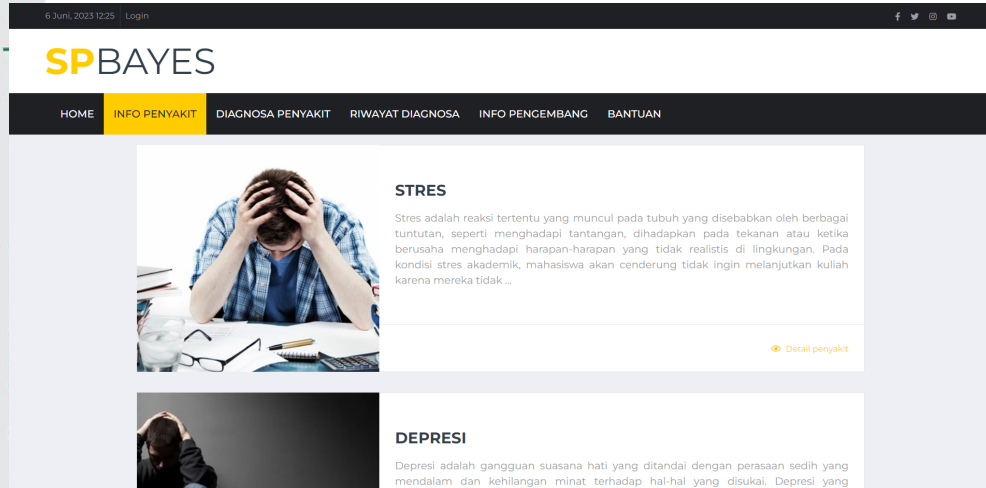 6 Juni, 2023 12:25 Login
SPBAYES
HOME INFO PENYAKIT DIAGNOSA PENYAKIT RIWAYAT DIAGNOSA INFO PENGEMBANG BANTUAN
STRES
Stres adalah reaksi tertentu yang muncul pada tubuh yang disebabkan oleh berbagai
tuntutan, seperti menghadapi tantangan, dihadapkan pada tekanan atau ketika
berusaha menghadapi harapan-harapan yang tidak realistis di lingkungan. Pada
kondisi stres akademik, mahasiswa akan cenderung tidak ingin melanjutkan kuliah
karena mereka tidak ...
Detail penyakit
DEPRESI
Depresi adalah gangguan suasana hati yang ditandai dengan perasaan sedih yang
mendalam dan kehilangan minat terhadap hal-hal yang disukai. Depresi yang